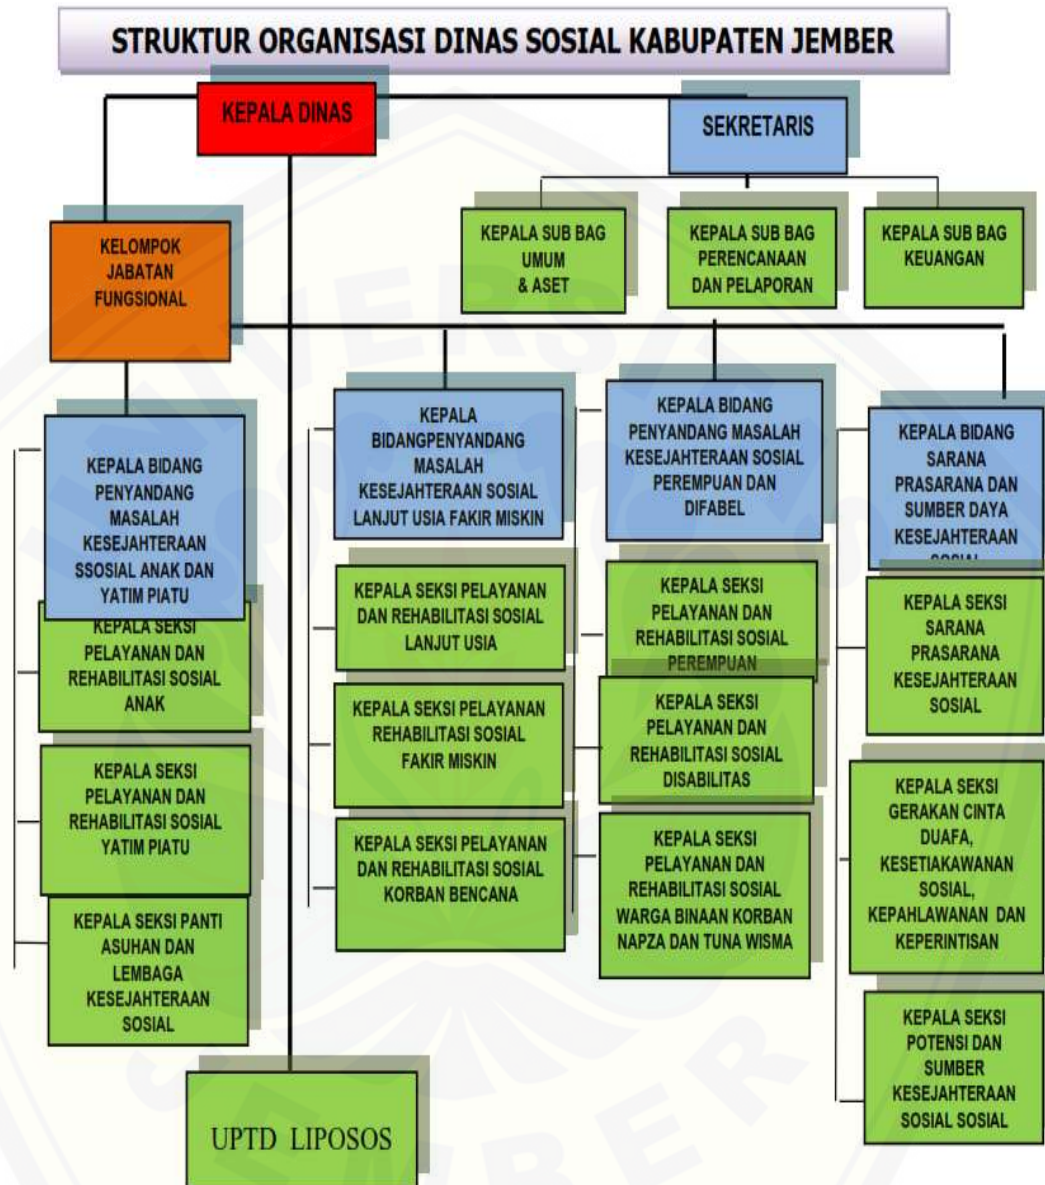 STRUKTUR ORGANISASI DINAS SOSIAL KABUPATEN JEMBER
KEPALA DINAS
SEKRETARIS
KELOMPOK
JABATAN
FUNGSIONAL
KEPALA SUB BAG
UMUM
& ASET
KEPALA SUB BAG
PERENCANAAN
DAN PELAPORAN
KEPALA SUB BAG
KEUANGAN
KEPALA BIDANG
PENYANDANG
MASALAH
KESEJAHTERAAN
SSOSIAL ANAK DAN
YATIM PIATU
KEPALA SEKSI
PELAYANAN DAN
REHABILITASI SOSIAL
ANAK
KEPALA SEKSI
PELAYANAN DAN
REHABILITASI SOSIAL
YATIM PIATU
KEPALA SEKSI PANTI
ASUHAN DAN
LEMBAGA
KESEJAHTERAAN
SOSIAL
KEPALA
BIDANGPENYANDANG
MASALAH
KESEJAHTERAAN SOSIAL
LANJUT USIA FAKIR MISKIN
KEPALA SEKSI PELAYANAN
DAN REHABILITASI SOSIAL
LANJUT USIA
KEPALA SEKSI PELAYANAN
REHABILITASI SOSIAL
FAKIR MISKIN
KEPALA SEKSI PELAYANAN
DAN REHABILITASI SOSIAL
KORBAN BENCANA
KEPALA BIDANG
PENYANDANG MASALAH
KESEJAHTERAAN SOSIAL
PEREMPUAN DAN
DIFABEL
KEPALA SEKSI
PELAYANAN DAN
REHABILITASI SOSIAL
PEREMPUAN
KEPALA SEKSI
PELAYANAN DAN
REHABILITASI SOSIAL
DISABILITAS
KEPALA SEKSI
PELAYANAN DAN
REHABILITASI SOSIAL
WARGA BINAAN KORBAN
NAPZA DAN TUNA WISMA
KEPALA BIDANG
SARANA
PRASARANA DAN
SUMBER DAYA
KESEJAHTERAAN
SOSIAL
KEPALA SEKSI
SARANA
PRASARANA
KESEJAHTERAAN
SOSIAL
KEPALA SEKSI
GERAKAN CINTA
DUAFA,
KESETIAKAWANAN
SOSIAL,
KEPAHLAWANAN DAN
KEPERINTISAN
KEPALA SEKSI
POTENSI DAN
SUMBER
KESEJAHTERAAN
SOSIAL SOSIAL
UPTD LIPOSOS